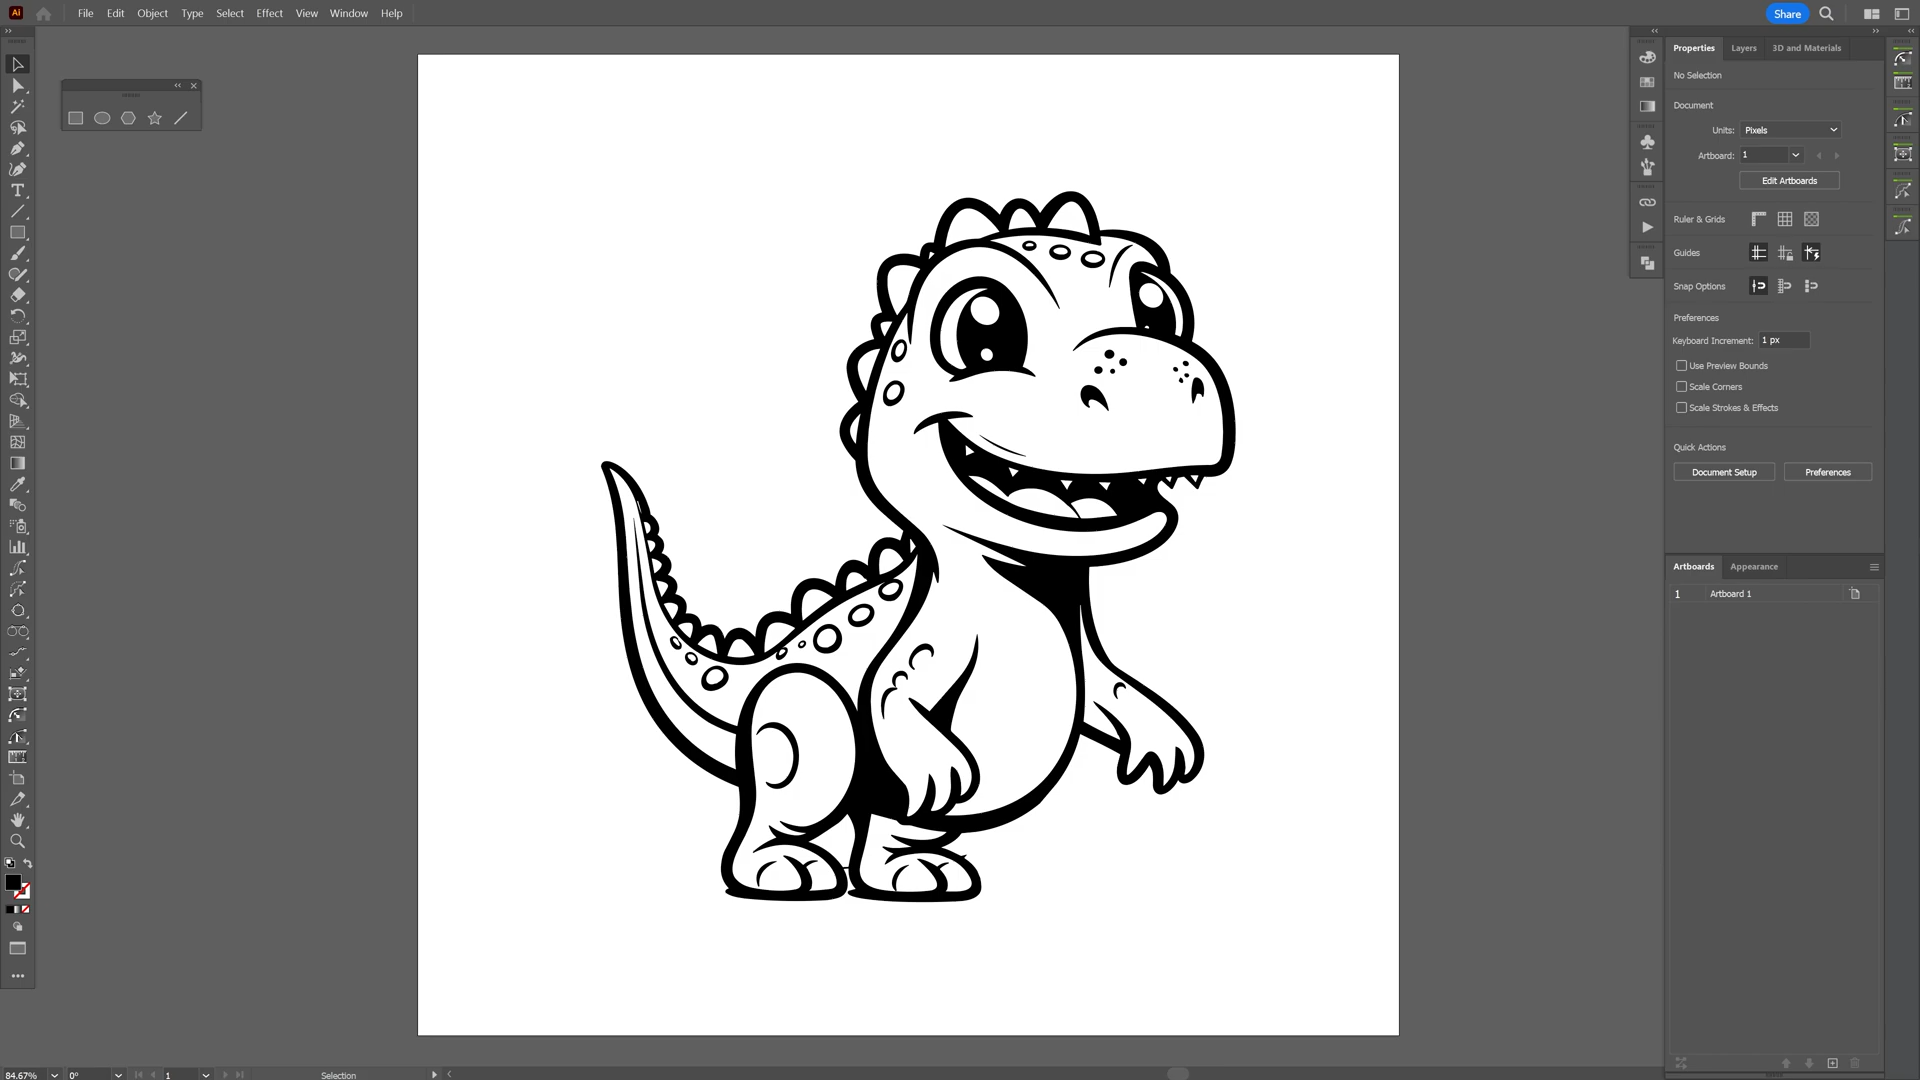 Ai File Edit Object Type Select Effect View Window Help Share
Properties Layers 3D and Materials
No Selection
Document
Units: Pixels
Artboard: 1
Edit Artboards
Ruler & Grids
Guides
Snap Options
Preferences
Keyboard Increment: 1 px
Use Preview Bounds
Scale Corners
Scale Strokes & Effects
Quick Actions
Document Setup Preferences
Artboards Appearance
1 Artboard 1
84.67% 0° 1 Selection